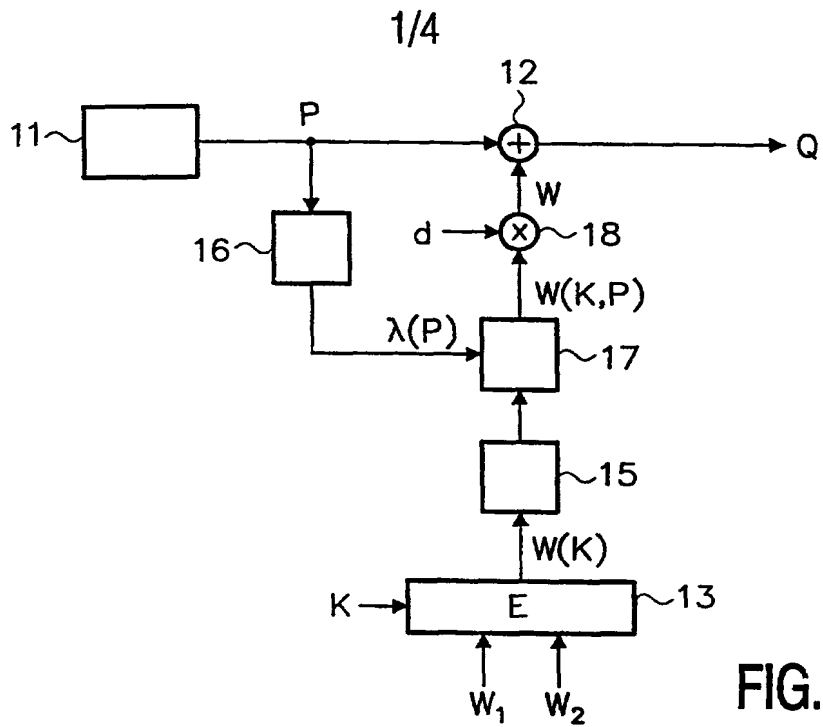 1/4
12
11
P
Q
W
16
d
18
W(K,P)
λ(P)
17
15
W(K)
K
E
13
W₁
W₂
FIG.